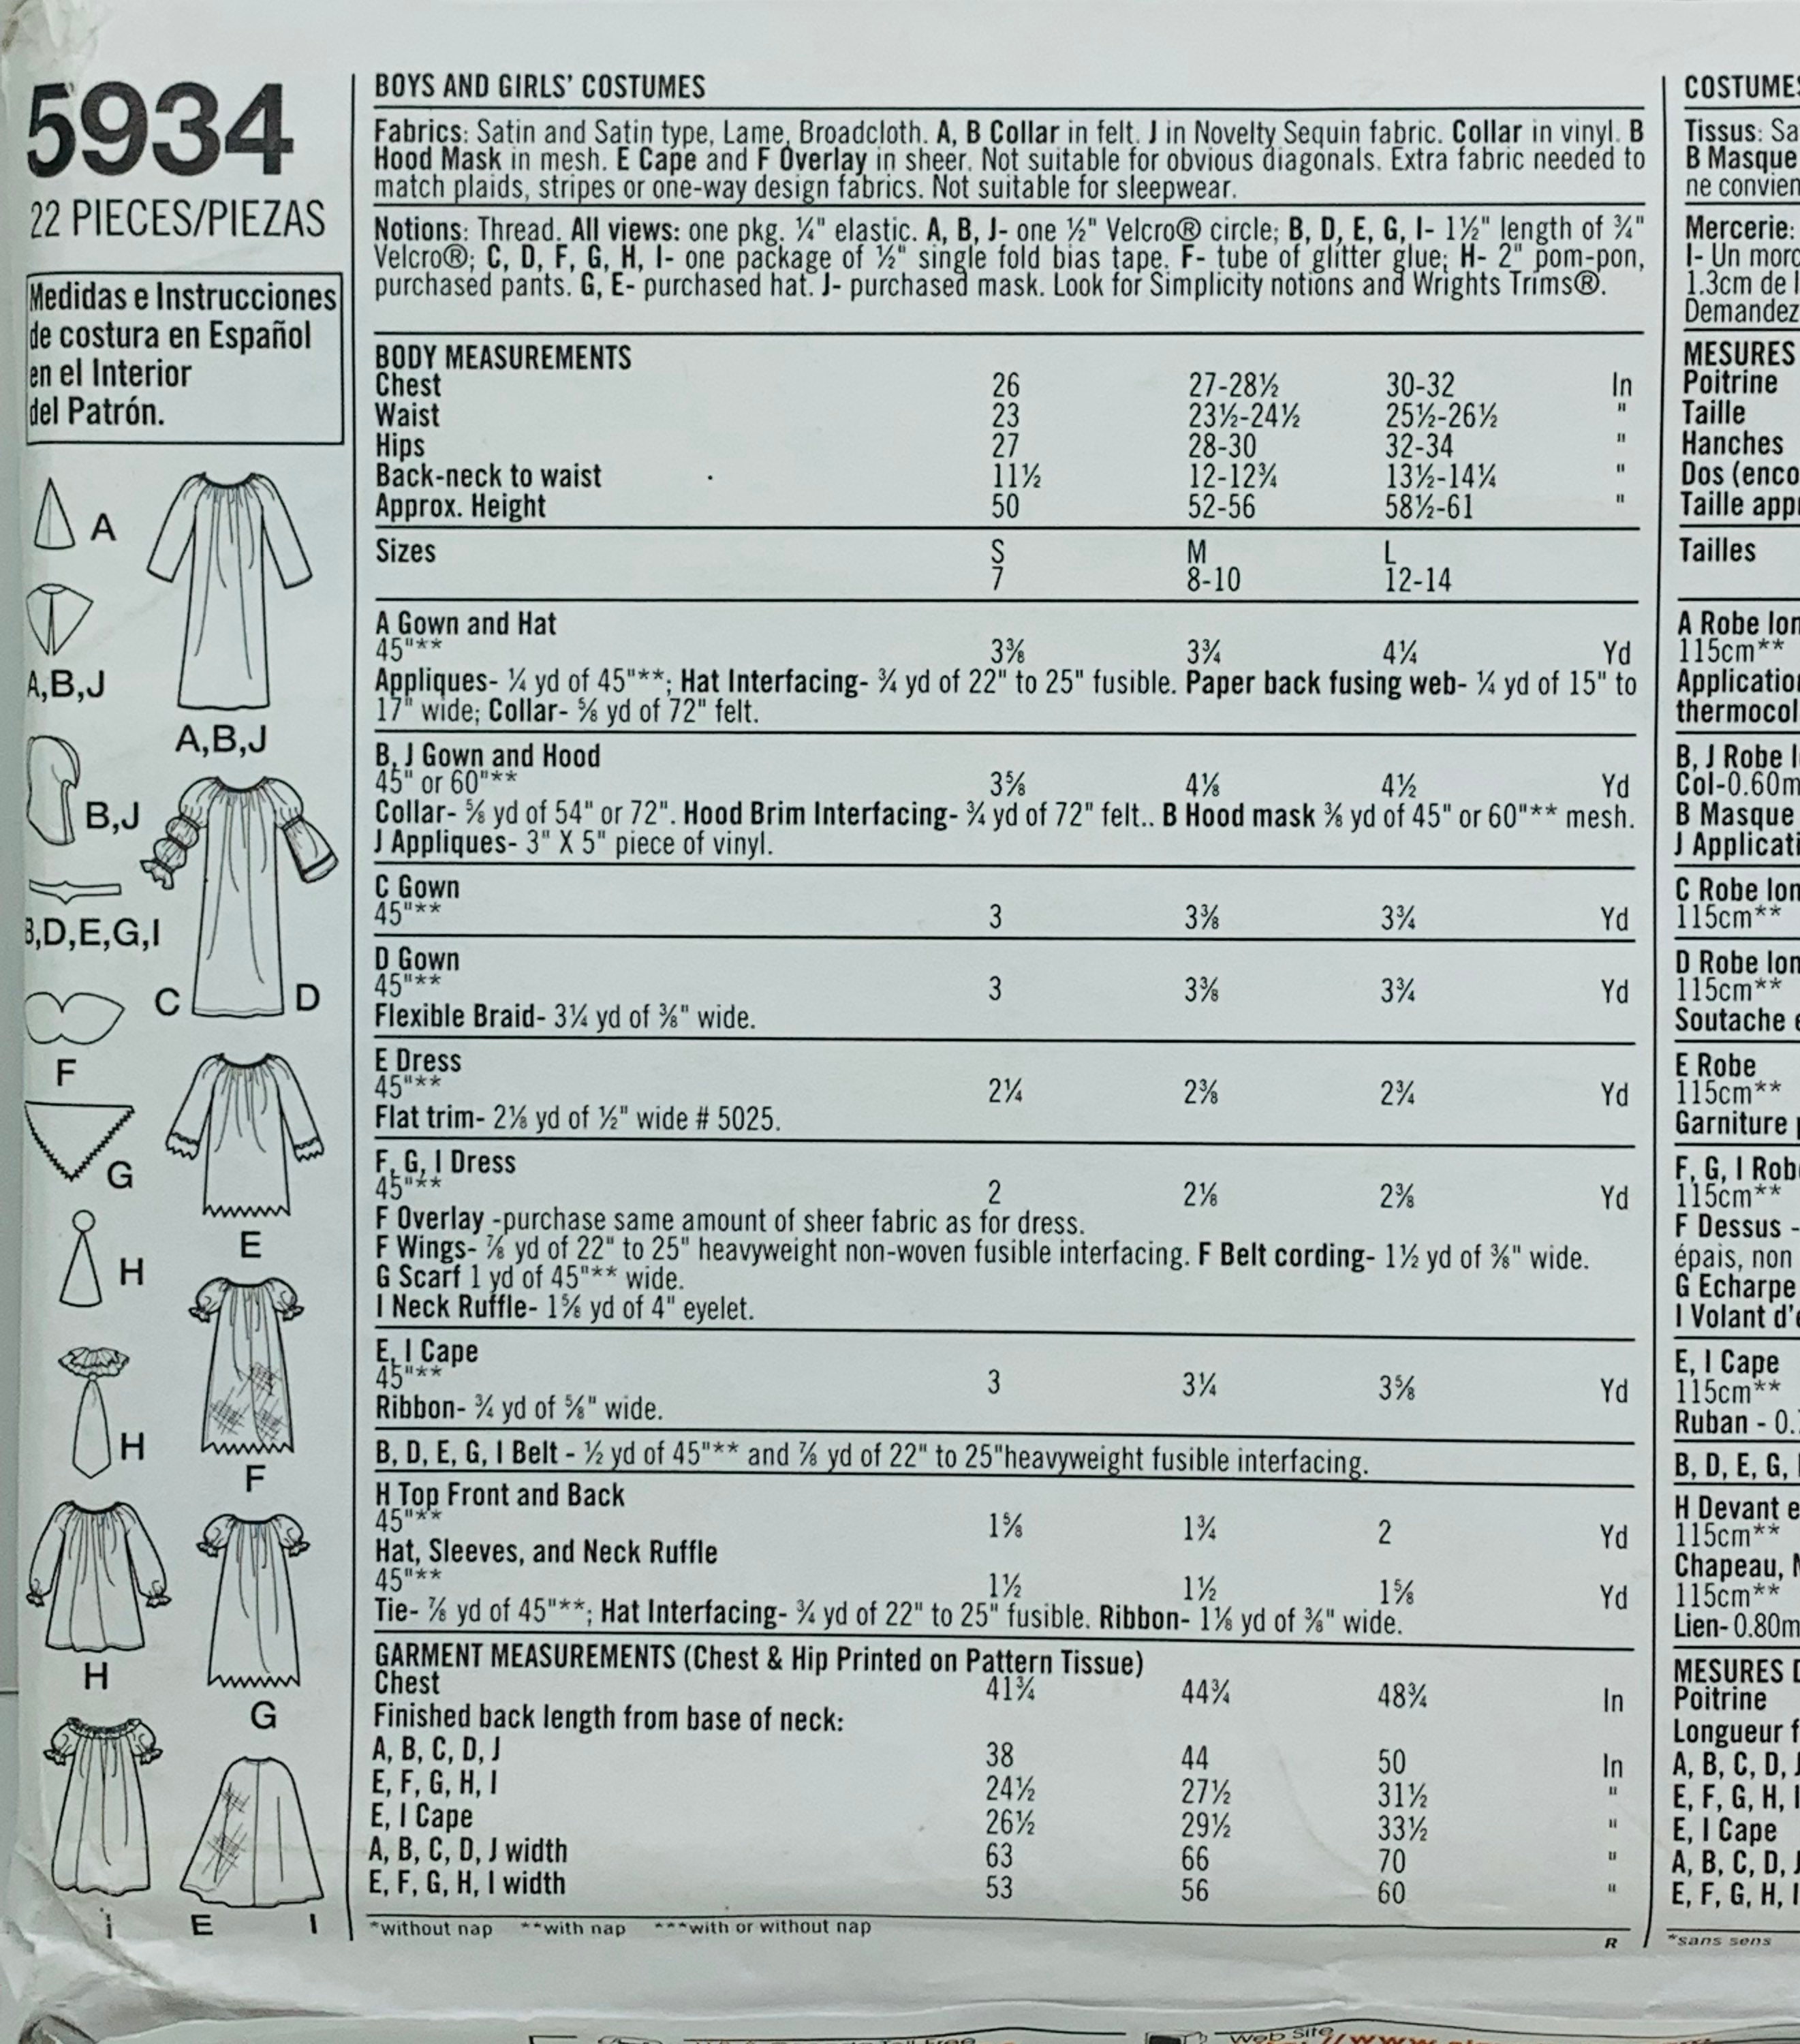 5934
22 PIECES/PIEZAS
Medidas e Instrucciones
de costura en Español
en el Interior
del Patrón.
A
A,B,J
A,B,J
B,J
B,D,E,G,I
C
D
F
G
E
H
H
F
H
G
i
E
I
BOYS AND GIRLS' COSTUMES
Fabrics: Satin and Satin type, Lame, Broadcloth. A, B Collar in felt. J in Novelty Sequin fabric. Collar in vinyl. B
Hood Mask in mesh. E Cape and F Overlay in sheer. Not suitable for obvious diagonals. Extra fabric needed to
match plaids, stripes or one-way design fabrics. Not suitable for sleepwear.
Notions: Thread. All views: one pkg. ¼" elastic. A, B, J- one ½" Velcro® circle; B, D, E, G, I- 1½" length of ¾"
Velcro®; C, D, F, G, H, I- one package of ½" single fold bias tape. F- tube of glitter glue; H- 2" pom-pon,
purchased pants. G, E- purchased hat. J- purchased mask. Look for Simplicity notions and Wrights Trims®.
BODY MEASUREMENTS
Chest 26 27-28½ 30-32 In
Waist 23 23½-24½ 25½-26½ "
Hips 27 28-30 32-34 "
Back-neck to waist 11½ 12-12¾ 13½-14¼ "
Approx. Height 50 52-56 58½-61 "
Sizes S M L
7 8-10 12-14
A Gown and Hat
45"** 3⅜ 3¾ 4¼ Yd
Appliques- ¼ yd of 45"**; Hat Interfacing- ¾ yd of 22" to 25" fusible. Paper back fusing web- ¼ yd of 15" to
17" wide; Collar- ⅝ yd of 72" felt.
B, J Gown and Hood
45" or 60"** 3⅝ 4⅛ 4½ Yd
Collar- ⅝ yd of 54" or 72". Hood Brim Interfacing- ¾ yd of 72" felt.. B Hood mask ⅜ yd of 45" or 60"** mesh.
J Appliques- 3" X 5" piece of vinyl.
C Gown
45"** 3 3⅜ 3¾ Yd
D Gown
45"** 3 3⅜ 3¾ Yd
Flexible Braid- 3¼ yd of ⅜" wide.
E Dress
45"** 2¼ 2⅜ 2¾ Yd
Flat trim- 2⅛ yd of ½" wide # 5025.
F, G, I Dress
45"** 2 2⅛ 2⅜ Yd
F Overlay -purchase same amount of sheer fabric as for dress.
F Wings- ⅞ yd of 22" to 25" heavyweight non-woven fusible interfacing. F Belt cording- 1½ yd of ⅜" wide.
G Scarf 1 yd of 45"** wide.
I Neck Ruffle- 1⅝ yd of 4" eyelet.
E, I Cape
45"** 3 3¼ 3⅝ Yd
Ribbon- ¾ yd of ⅝" wide.
B, D, E, G, I Belt - ½ yd of 45"** and ⅞ yd of 22" to 25"heavyweight fusible interfacing.
H Top Front and Back
45"** 1⅝ 1¾ 2 Yd
Hat, Sleeves, and Neck Ruffle
45"** 1½ 1½ 1⅝ Yd
Tie- ⅞ yd of 45"**; Hat Interfacing- ¾ yd of 22" to 25" fusible. Ribbon- 1⅛ yd of ⅜" wide.
GARMENT MEASUREMENTS (Chest & Hip Printed on Pattern Tissue)
Chest 41¾ 44¾ 48¾ In
Finished back length from base of neck:
A, B, C, D, J 38 44 50 In
E, F, G, H, I 24½ 27½ 31½ "
E, I Cape 26½ 29½ 33½ "
A, B, C, D, J width 63 66 70 "
E, F, G, H, I width 53 56 60 "
*without nap **with nap ***with or without nap
R
COSTUMES
Tissus: Sa
B Masque
ne convien
Mercerie:
I- Un morc
1.3cm de l
Demandez
MESURES
Poitrine
Taille
Hanches
Dos (enco
Taille app
Tailles
A Robe lon
115cm**
Application
thermocol
B, J Robe l
Col-0.60m
B Masque
J Applicati
C Robe lon
115cm**
D Robe lon
115cm**
Soutache e
E Robe
115cm**
Garniture
F, G, I Robe
115cm**
F Dessus -
épais, non
G Echarpe
I Volant d'e
E, I Cape
115cm**
Ruban - 0.
B, D, E, G,
H Devant e
115cm**
Chapeau,
115cm**
Lien- 0.80m
MESURES D
Poitrine
Longueur f
A, B, C, D, J
E, F, G, H, I
E, I Cape
A, B, C, D, J
E, F, G, H, I
*sans sens
Web Site